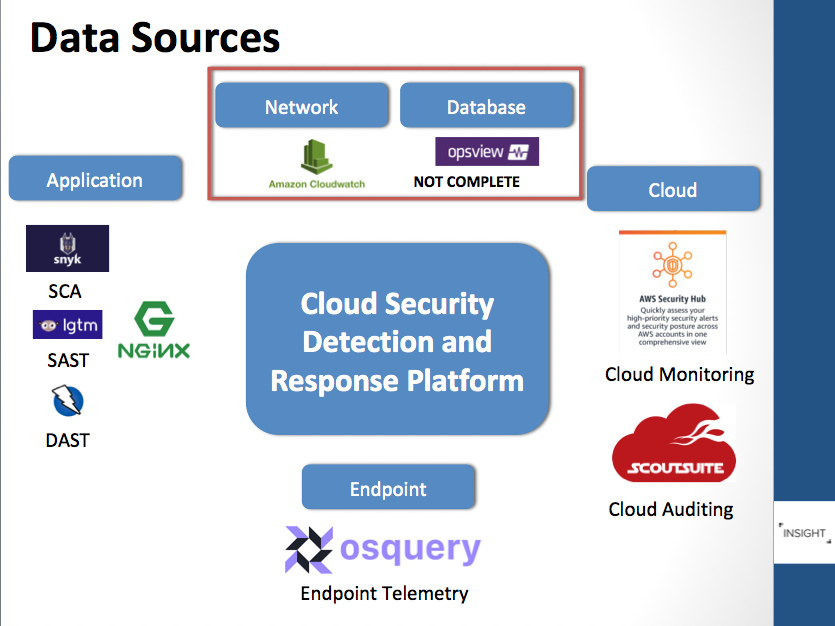 Data Sources
Network
Database
Amazon Cloudwatch
opsview
NOT COMPLETE
Application
Cloud
snyk
SCA
lgtm
SAST
NGiNX
DAST
Cloud Security
Detection and
Response Platform
AWS Security Hub
Quickly assess your
high-priority security alerts
and security posture across
AWS accounts in one
comprehensive view
Cloud Monitoring
SCOUTSUITE
Cloud Auditing
Endpoint
osquery
Endpoint Telemetry
INSIGHT